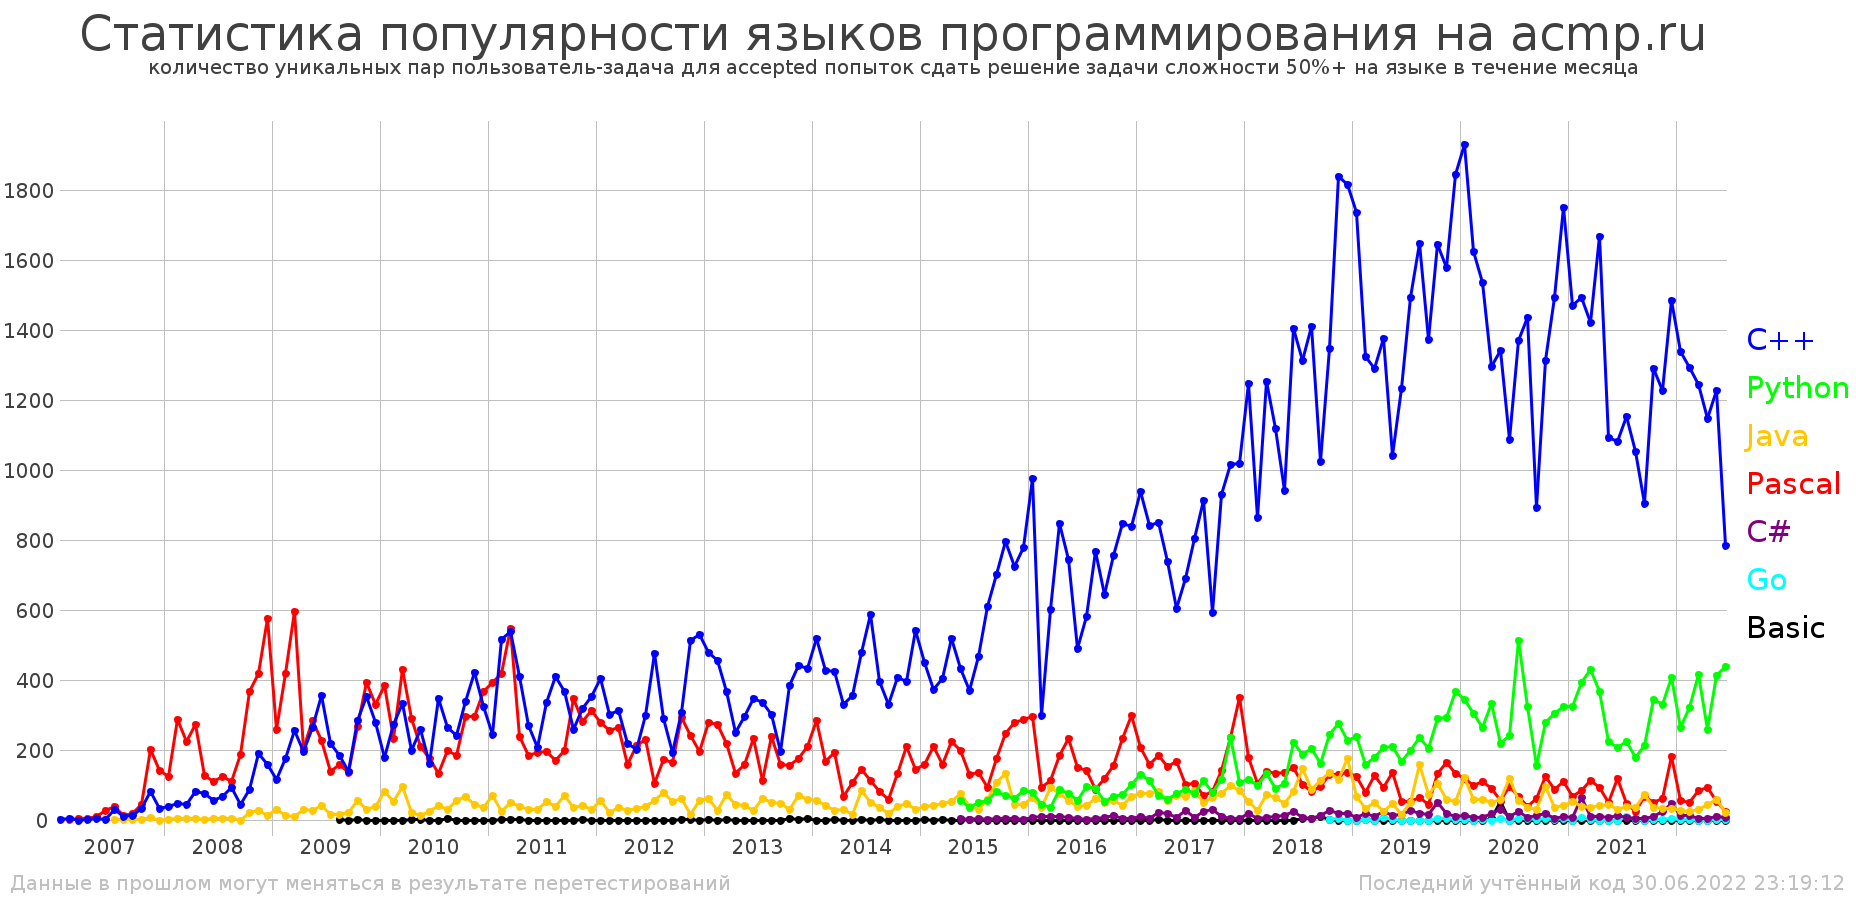 Статистика популярности языков программирования на acmp.ru
количество уникальных пар пользователь-задача для accepted попыток сдать решение задачи сложности 50%+ на языке в течение месяца
1800
1600
1400
1200
1000
800
600
400
200
0
C++
Python
Java
Pascal
C#
Go
Basic
2007 2008 2009 2010 2011 2012 2013 2014 2015 2016 2017 2018 2019 2020 2021
Данные в прошлом могут меняться в результате перетестирований
Последний учтённый код 30.06.2022 23:19:12